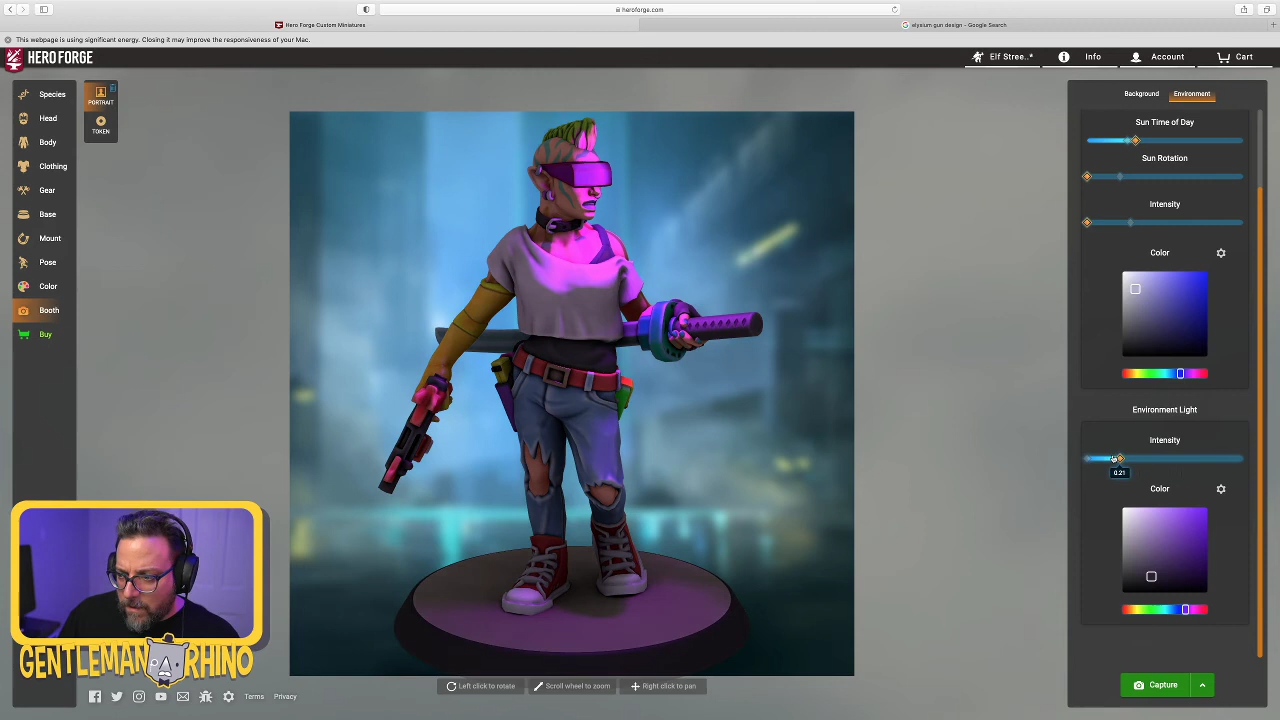 heroforge.com
Hero Forge Custom Miniatures
elysium gun design - Google Search
This webpage is using significant energy. Closing it may improve the responsiveness of your Mac.
HERO FORGE
Elf Stree..*
Info
Account
Cart
Species
Head
Body
Clothing
Gear
Base
Mount
Pose
Color
Booth
Buy
PORTRAIT
TOKEN
Background
Environment
Sun Time of Day
Sun Rotation
Intensity
Color
Environment Light
Intensity
0.21
Color
Capture
Left click to rotate
Scroll wheel to zoom
Right click to pan
GENTLEMAN RHINO
Terms
Privacy